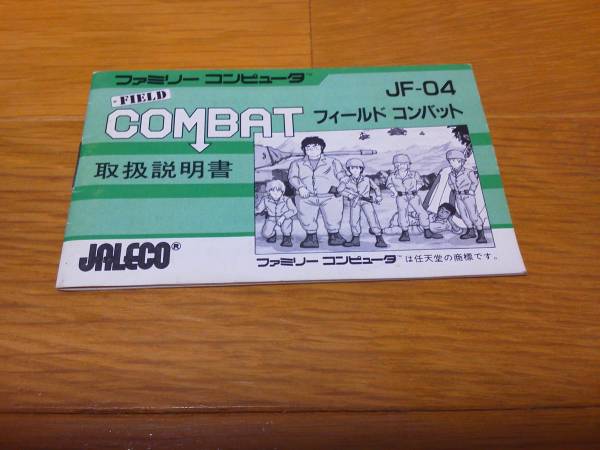 ファミリー コンピュータ™
JF-04
FIELD
COMBAT
フィールド コンバット
取扱説明書
JALECO®
ファミリー コンピュータは任天堂の商標です。